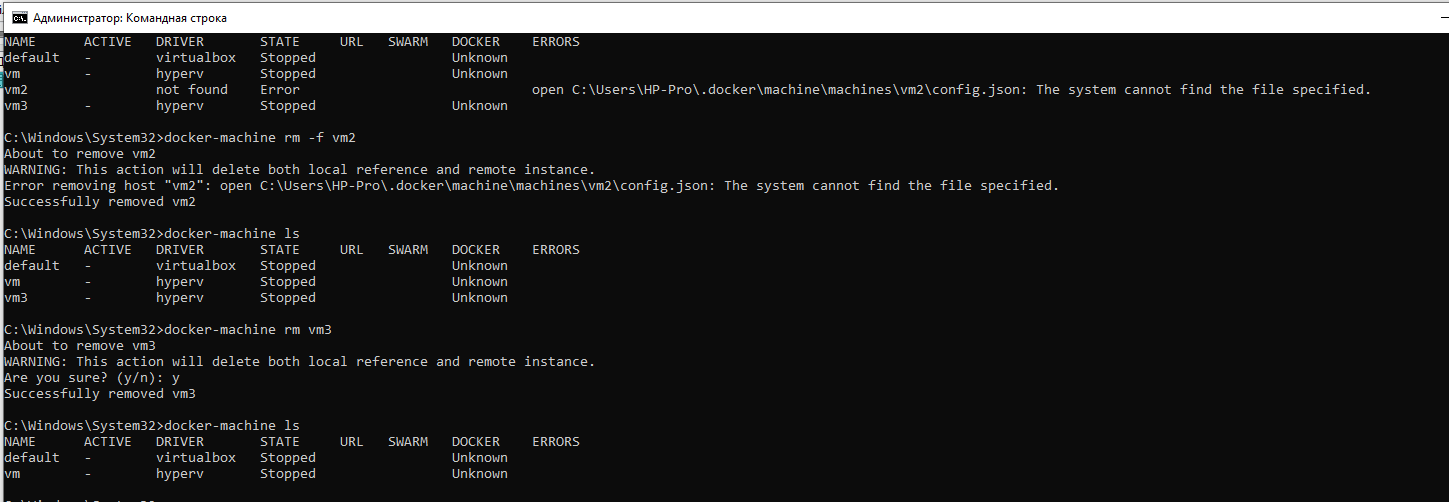 Администратор: Командная строка
NAME ACTIVE DRIVER STATE URL SWARM DOCKER ERRORS
default - virtualbox Stopped Unknown
vm - hyperv Stopped Unknown
vm2 not found Error open C:\Users\HP-Pro\.docker\machine\machines\vm2\config.json: The system cannot find the file specified.
vm3 - hyperv Stopped Unknown
C:\Windows\System32>docker-machine rm -f vm2
About to remove vm2
WARNING: This action will delete both local reference and remote instance.
Error removing host "vm2": open C:\Users\HP-Pro\.docker\machine\machines\vm2\config.json: The system cannot find the file specified.
Successfully removed vm2
C:\Windows\System32>docker-machine ls
NAME ACTIVE DRIVER STATE URL SWARM DOCKER ERRORS
default - virtualbox Stopped Unknown
vm - hyperv Stopped Unknown
vm3 - hyperv Stopped Unknown
C:\Windows\System32>docker-machine rm vm3
About to remove vm3
WARNING: This action will delete both local reference and remote instance.
Are you sure? (y/n): y
Successfully removed vm3
C:\Windows\System32>docker-machine ls
NAME ACTIVE DRIVER STATE URL SWARM DOCKER ERRORS
default - virtualbox Stopped Unknown
vm - hyperv Stopped Unknown